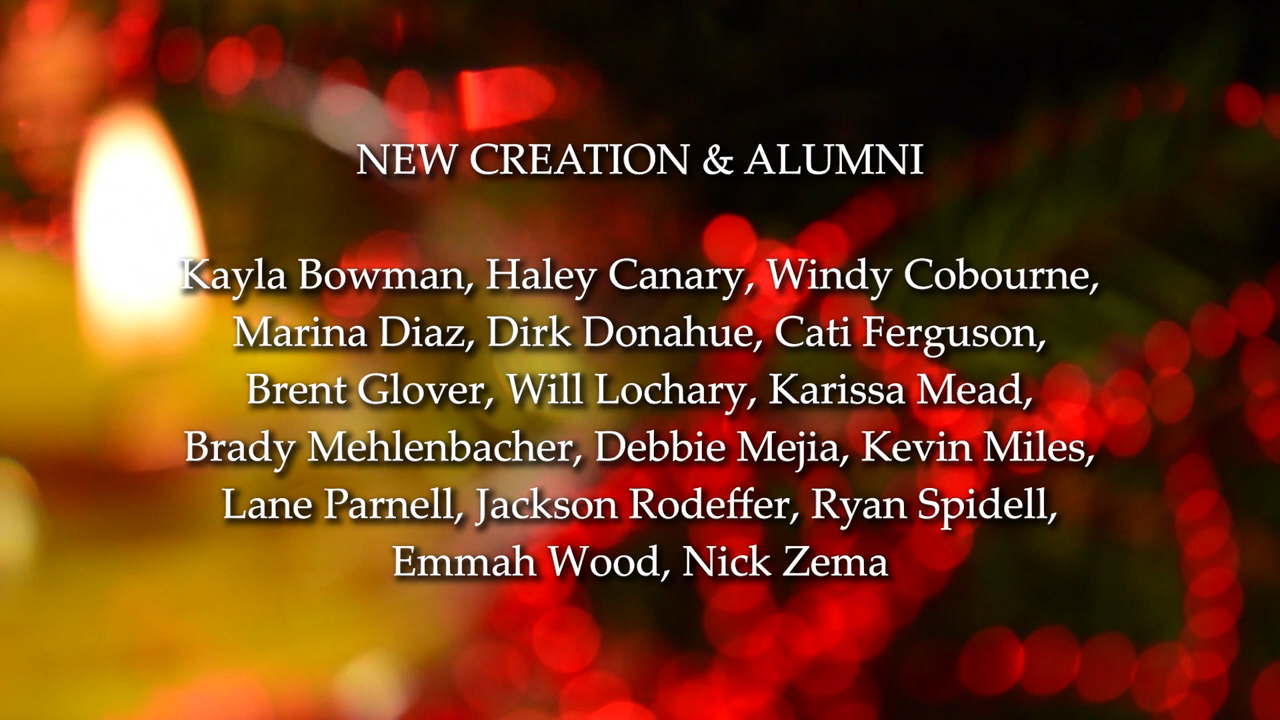 NEW CREATION & ALUMNI
Kayla Bowman, Haley Canary, Windy Cobourne,
Marina Diaz, Dirk Donahue, Cati Ferguson,
Brent Glover, Will Lochary, Karissa Mead,
Brady Mehlenbacher, Debbie Mejia, Kevin Miles,
Lane Parnell, Jackson Rodeffer, Ryan Spidell,
Emmah Wood, Nick Zema